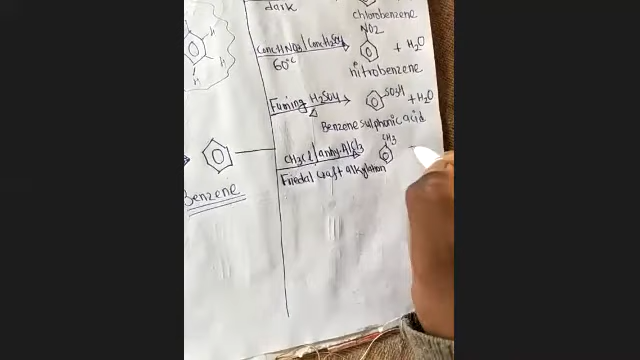 dark
chlorobenzene
NO2
Conc.HNO3/Conc.H2SO4 + H2O
60°C
nitrobenzene
Fuming H2SO4 SO3H + H2O
Δ
Benzene sulphonic acid
CH3
CH3Cl/anhy.AlCl3
Friedal craft alkylation
Benzene
H
H
H